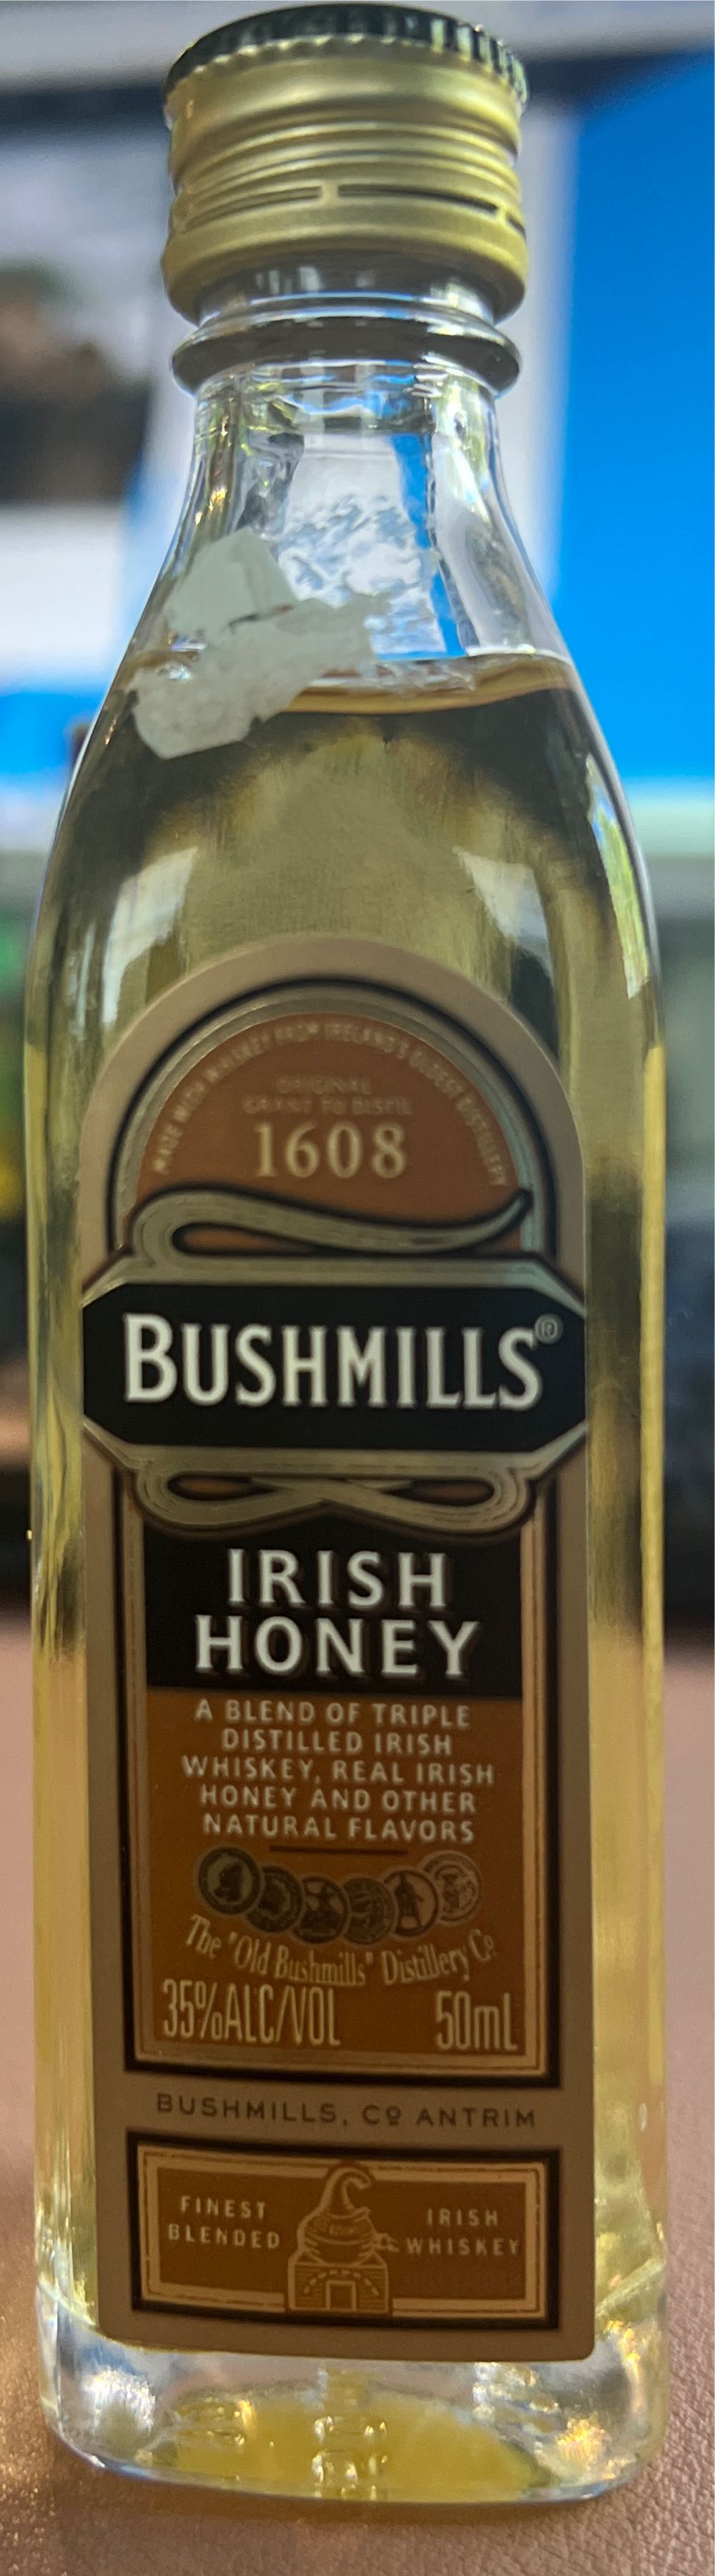 MADE WITH WHISKEY FROM IRELAND'S OLDEST DISTILLERY
ORIGINAL
GRANT TO DISTIL
1608
BUSHMILLS®
IRISH
HONEY
A BLEND OF TRIPLE
DISTILLED IRISH
WHISKEY, REAL IRISH
HONEY AND OTHER
NATURAL FLAVORS
The "Old Bushmills" Distillery Co
35%ALC/VOL 50mL
BUSHMILLS, Co ANTRIM
FINEST IRISH
BLENDED WHISKEY